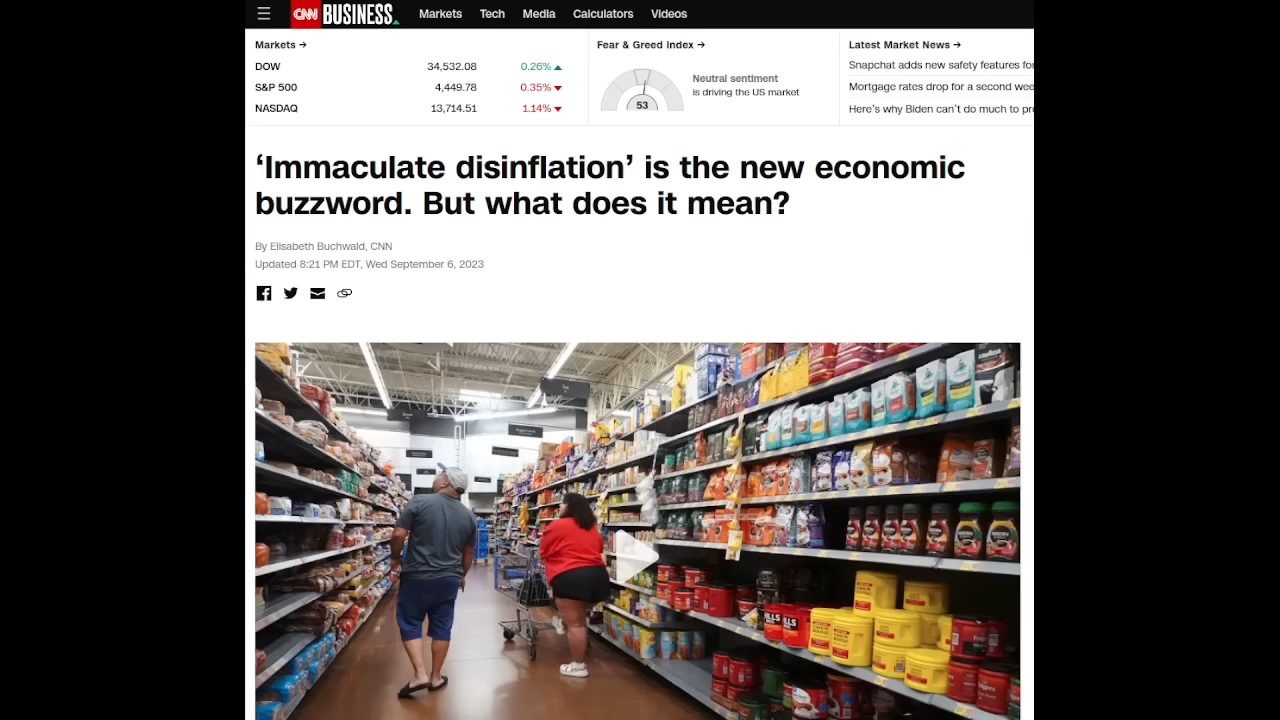 CNN BUSINESS Markets Tech Media Calculators Videos
Markets →
DOW 34,532.08 0.26%
S&P 500 4,449.78 0.35%
NASDAQ 13,714.51 1.14%
Fear & Greed Index →
53
Neutral sentiment
is driving the US market
Latest Market News →
Snapchat adds new safety features for
Mortgage rates drop for a second wee
Here's why Biden can't do much to pr
‘Immaculate disinflation’ is the new economic
buzzword. But what does it mean?
By Elisabeth Buchwald, CNN
Updated 8:21 PM EDT, Wed September 6, 2023